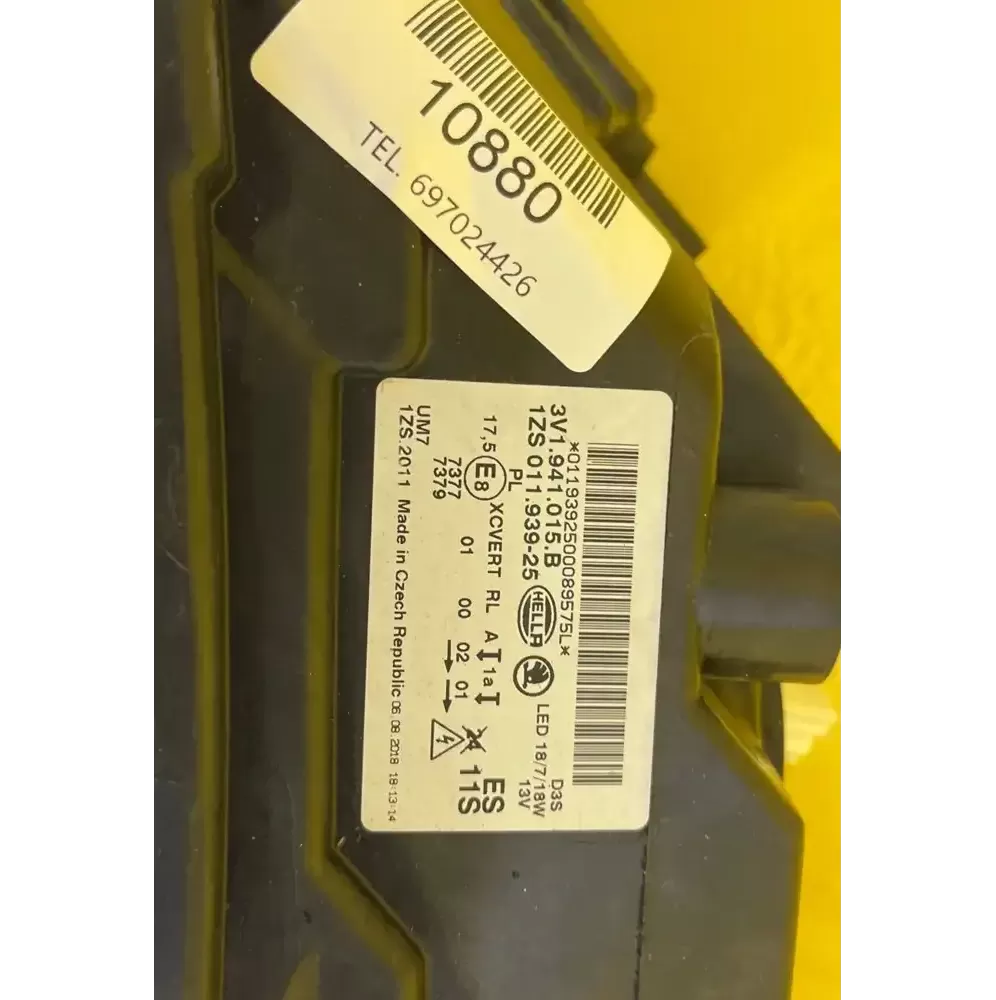 10880
TEL. 697024426
*0119392500089575L*
3V1.941.015.B
1ZS 011.939-25
HELLA
D3S
LED 18/7/18W
13V
PL
17,5 E8 XCVERT RL A 1a ES
01 00 02 01 24 11S
7377
7379
UM7
1ZS.2011 Made in Czech Republic 06.08.2018 18:13:14